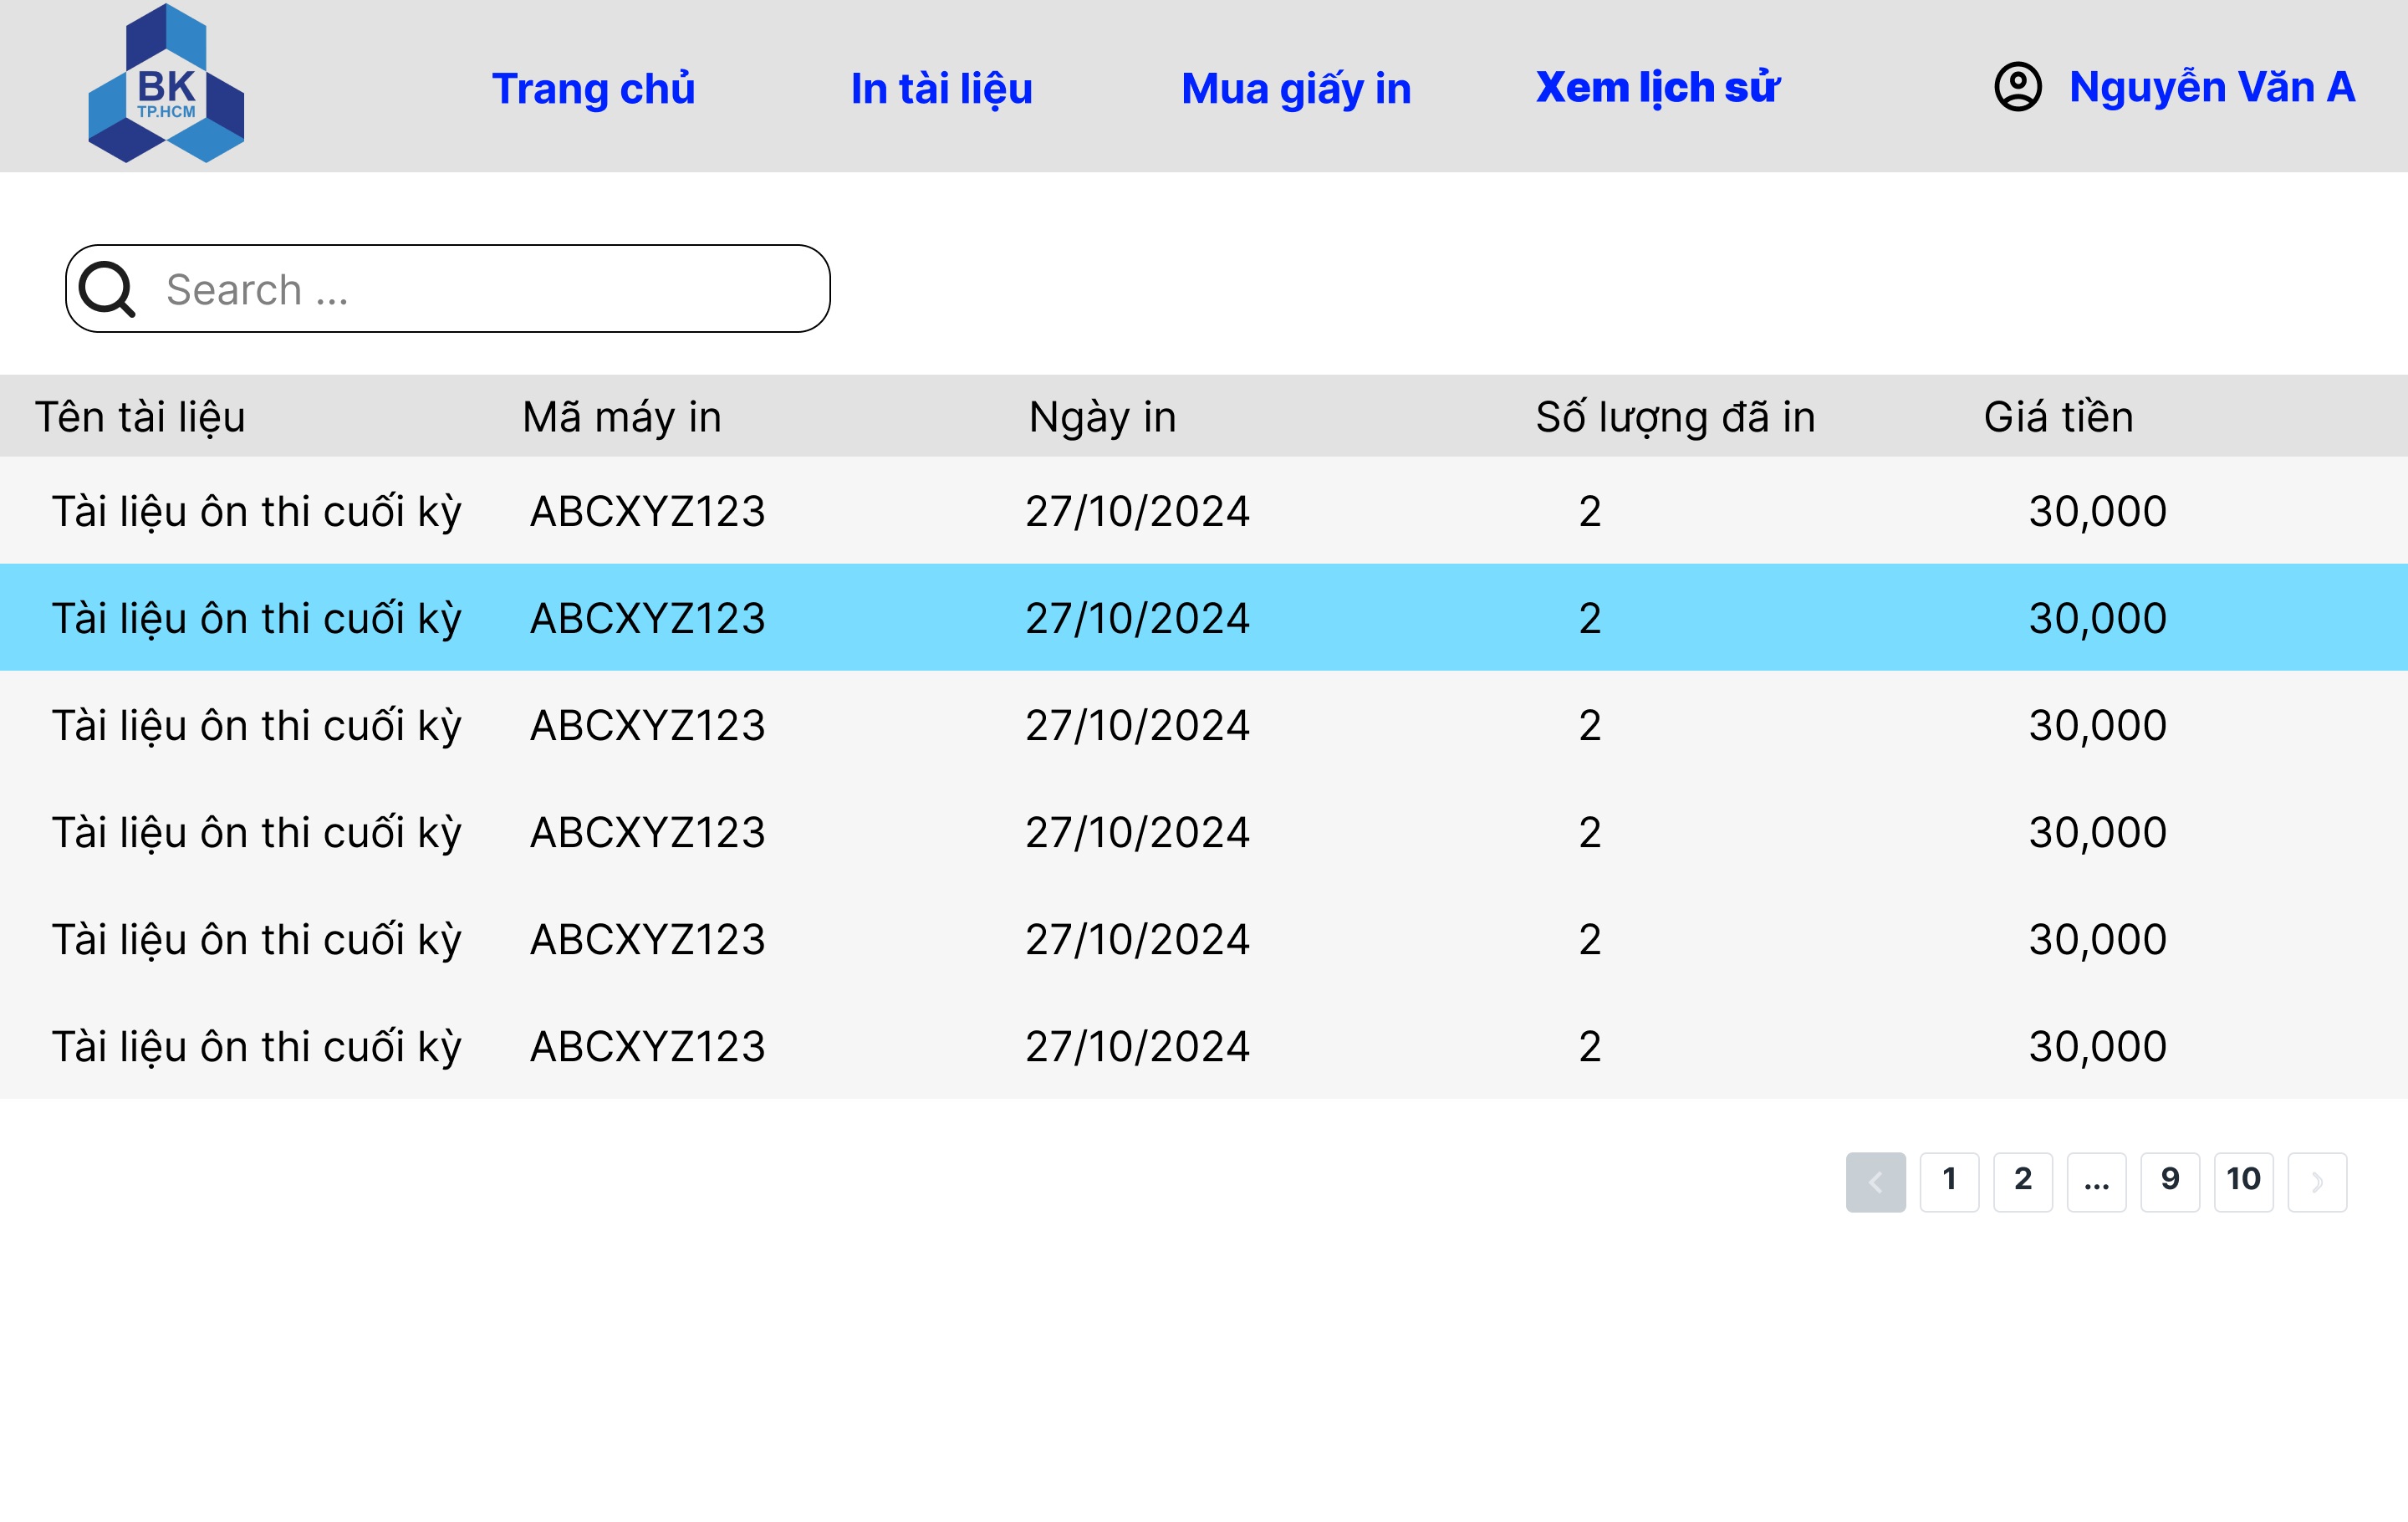 BK
TP.HCM
Trang chủ In tài liệu Mua giấy in Xem lịch sử Nguyễn Văn A
Search ...
Tên tài liệu Mã máy in Ngày in Số lượng đã in Giá tiền
Tài liệu ôn thi cuối kỳ ABCXYZ123 27/10/2024 2 30,000
Tài liệu ôn thi cuối kỳ ABCXYZ123 27/10/2024 2 30,000
Tài liệu ôn thi cuối kỳ ABCXYZ123 27/10/2024 2 30,000
Tài liệu ôn thi cuối kỳ ABCXYZ123 27/10/2024 2 30,000
Tài liệu ôn thi cuối kỳ ABCXYZ123 27/10/2024 2 30,000
Tài liệu ôn thi cuối kỳ ABCXYZ123 27/10/2024 2 30,000
1 2 ... 9 10